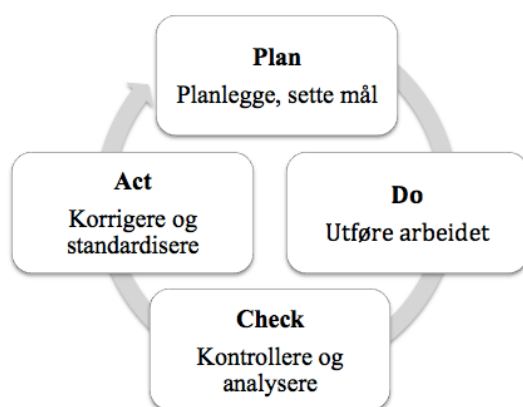 Plan
Planlegge, sette mål
Do
Utføre arbeidet
Check
Kontrollere og
analysere
Act
Korrigere og
standardisere